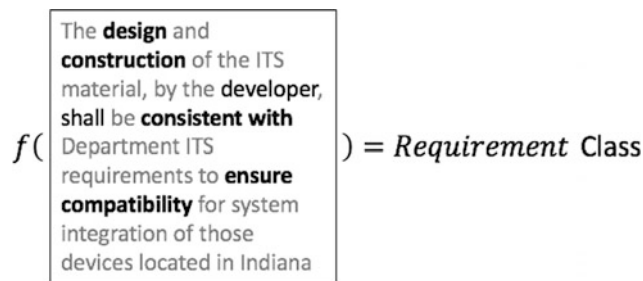 The design and
construction of the ITS
material, by the developer,
shall be consistent with
f( Department ITS ) = Requirement Class
requirements to ensure
compatibility for system
integration of those
devices located in Indiana